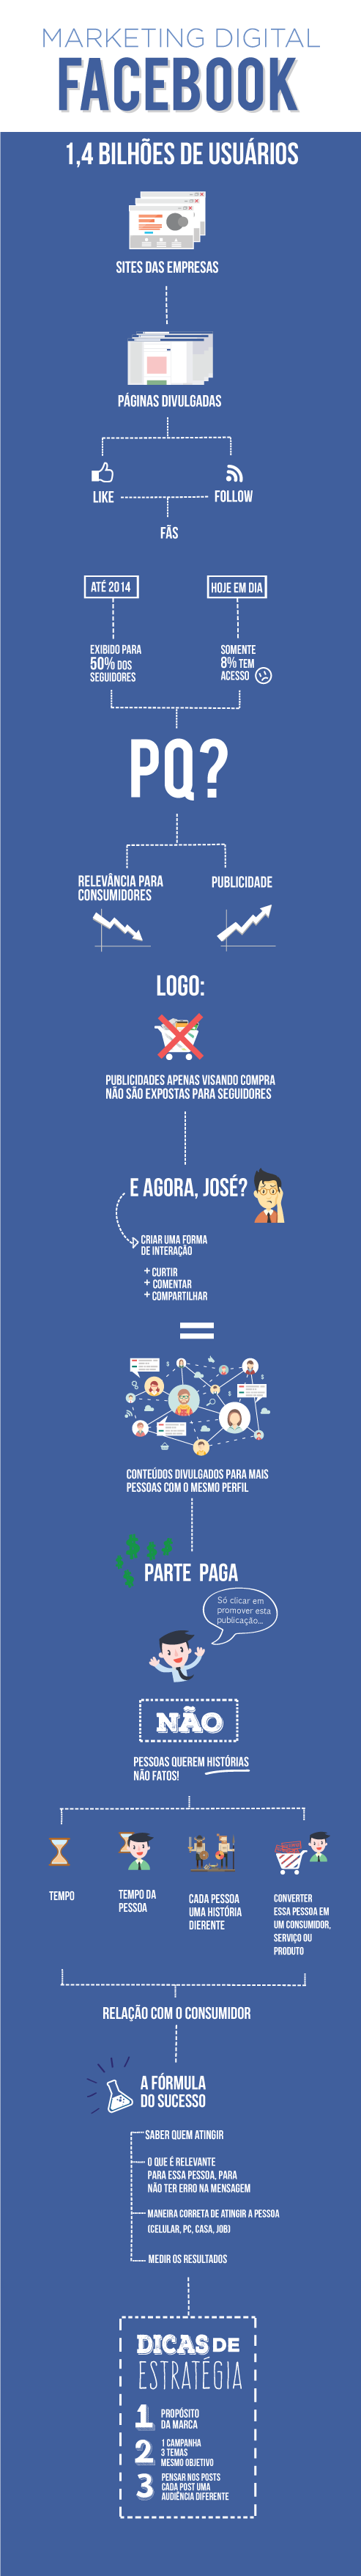 MARKETING DIGITAL
FACEBOOK
1,4 BILHÕES DE USUÁRIOS
SITES DAS EMPRESAS
PÁGINAS DIVULGADAS
LIKE
FOLLOW
FÃS
ATÉ 2014
HOJE EM DIA
EXIBIDO PARA
50% DOS
SEGUIDORES
SOMENTE
8% TEM
ACESSO
PQ?
RELEVÂNCIA PARA
CONSUMIDORES
PUBLICIDADE
LOGO:
PUBLICIDADES APENAS VISANDO COMPRA
NÃO SÃO EXPOSTAS PARA SEGUIDORES
E AGORA, JOSÉ?
CRIAR UMA FORMA
DE INTERAÇÃO
+ CURTIR
+ COMENTAR
+ COMPARTILHAR
=
CONTEÚDOS DIVULGADOS PARA MAIS
PESSOAS COM O MESMO PERFIL
PARTE PAGA
Só clicar em
promover esta
publicação...
NÃO
PESSOAS QUEREM HISTÓRIAS
NÃO FATOS!
TEMPO
TEMPO DA
PESSOA
CADA PESSOA
UMA HISTÓRIA
DIERENTE
CONVERTER
ESSA PESSOA EM
UM CONSUMIDOR,
SERVIÇO OU
PRODUTO
RELAÇÃO COM O CONSUMIDOR
A FÓRMULA
DO SUCESSO
SABER QUEM ATINGIR
O QUE É RELEVANTE
PARA ESSA PESSOA, PARA
NÃO TER ERRO NA MENSAGEM
MANEIRA CORRETA DE ATINGIR A PESSOA
(CELULAR, PC, CASA, JOB)
MEDIR OS RESULTADOS
DICAS DE
ESTRATÉGIA
1 PROPÓSITO
DA MARCA
2 1 CAMPANHA
3 TEMAS
MESMO OBJETIVO
3 PENSAR NOS POSTS
CADA POST UMA
AUDIÊNCIA DIFERENTE